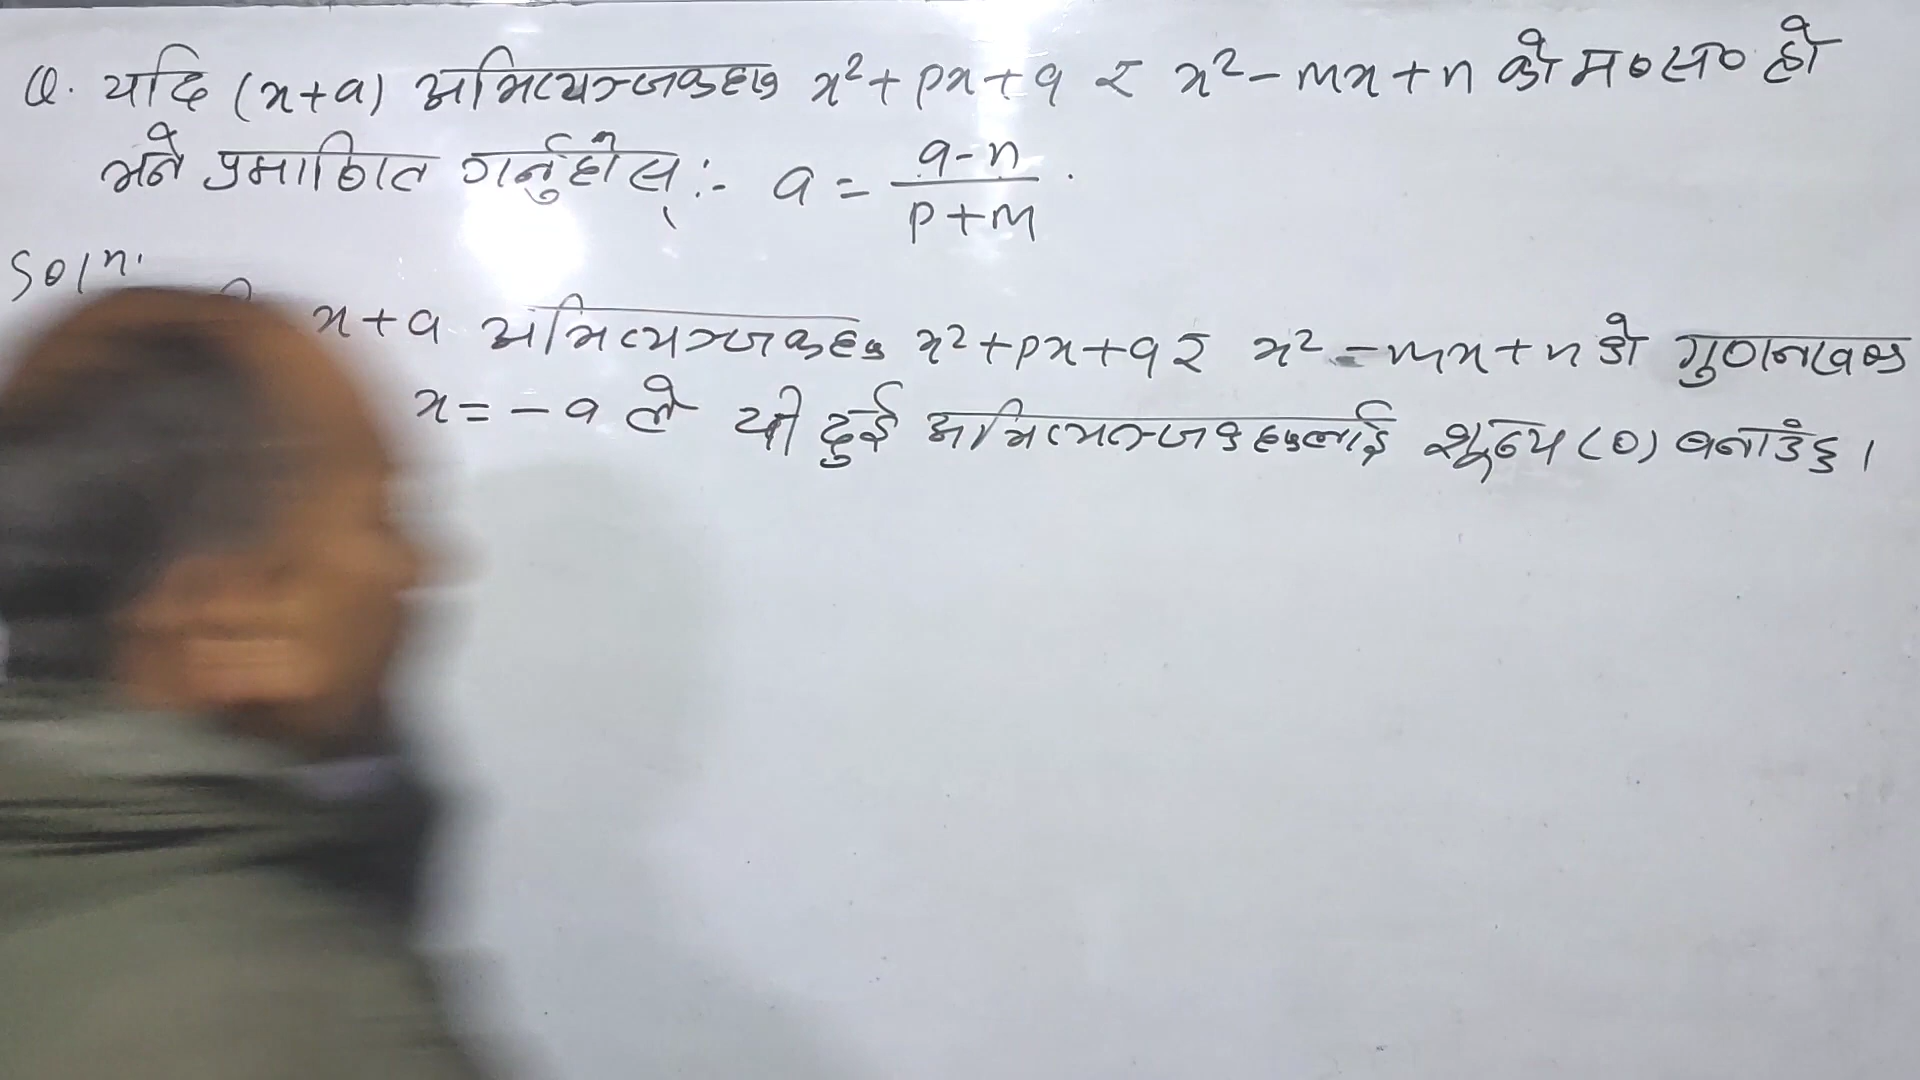 Q. यदि (x+a) अभिव्यञ्जकहरू x²+px+q र x²-mx+n को म०स० हो
भने प्रमाणित गर्नुहोस् :- a = \frac{q-n}{p+m}.
Solⁿ.
x+a अभिव्यञ्जकहरू x²+px+q र x²-mx+n को गुणनखण्ड
x=-a ले यी दुई अभिव्यञ्जकहरूलाई शून्य (0) बनाउँछ।